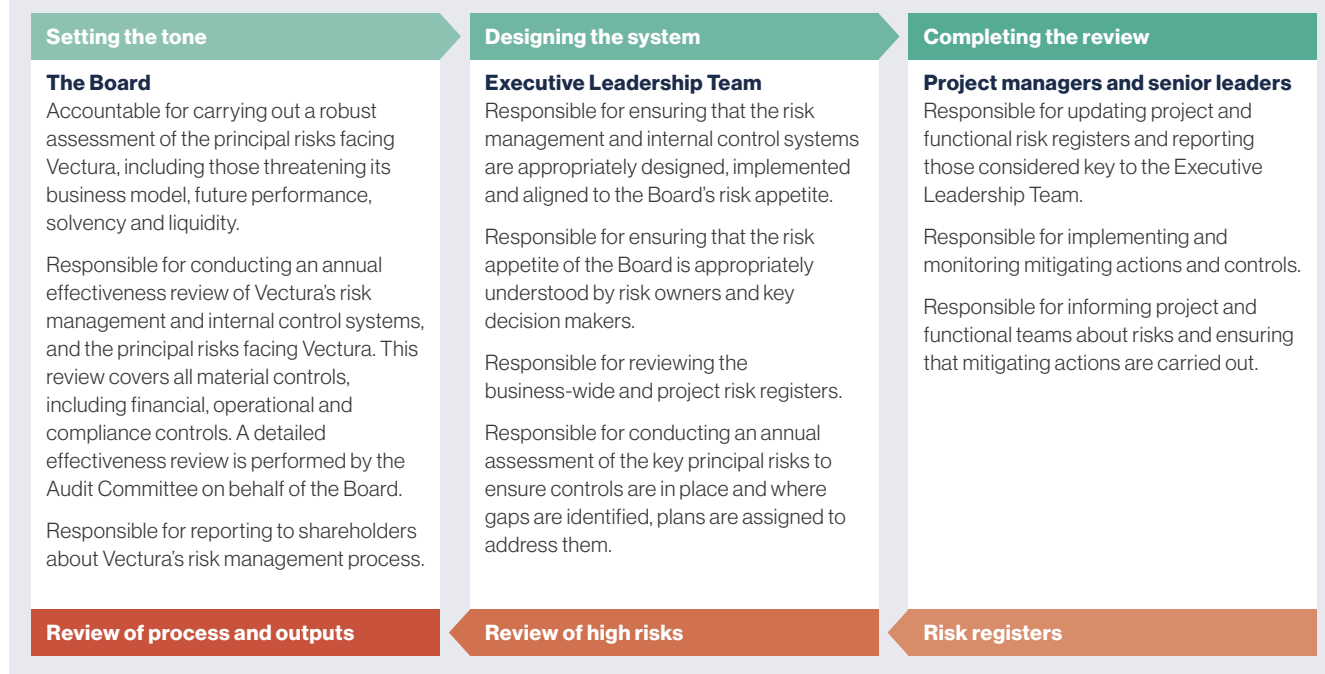 Setting the tone
The Board
Accountable for carrying out a robust
assessment of the principal risks facing
Vectura, including those threatening its
business model, future performance,
solvency and liquidity.
Responsible for conducting an annual
effectiveness review of Vectura's risk
management and internal control systems,
and the principal risks facing Vectura. This
review covers all material controls,
including financial, operational and
compliance controls. A detailed
effectiveness review is performed by the
Audit Committee on behalf of the Board.
Responsible for reporting to shareholders
about Vectura's risk management process.
Review of process and outputs
Designing the system
Executive Leadership Team
Responsible for ensuring that the risk
management and internal control systems
are appropriately designed, implemented
and aligned to the Board's risk appetite.
Responsible for ensuring that the risk
appetite of the Board is appropriately
understood by risk owners and key
decision makers.
Responsible for reviewing the
business-wide and project risk registers.
Responsible for conducting an annual
assessment of the key principal risks to
ensure controls are in place and where
gaps are identified, plans are assigned to
address them.
Review of high risks
Completing the review
Project managers and senior leaders
Responsible for updating project and
functional risk registers and reporting
those considered key to the Executive
Leadership Team.
Responsible for implementing and
monitoring mitigating actions and controls.
Responsible for informing project and
functional teams about risks and ensuring
that mitigating actions are carried out.
Risk registers